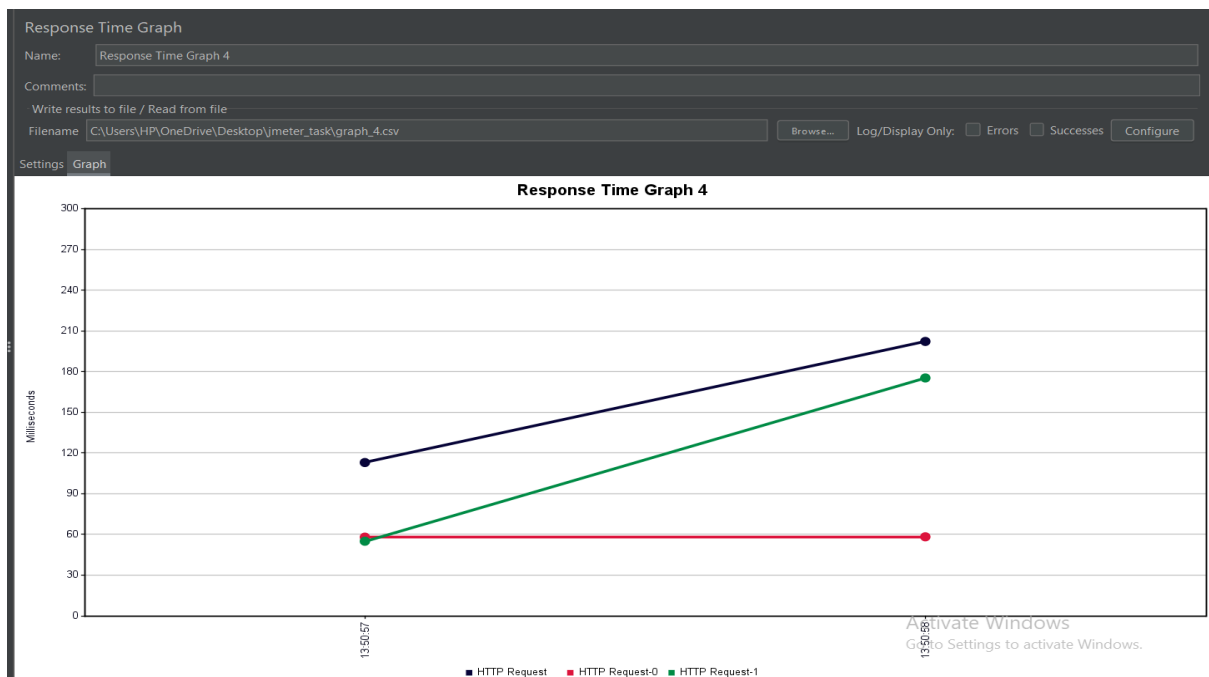 Response Time Graph
Name: Response Time Graph 4
Comments:
Write results to file / Read from file
Filename C:\Users\HP\OneDrive\Desktop\jmeter_task\graph_4.csv Browse... Log/Display Only: Errors Successes Configure
Settings Graph
Response Time Graph 4
300
270
240
210
180
150
120
90
60
30
0
Milliseconds
13:50:57
13:50:58
Activate Windows
Go to Settings to activate Windows.
HTTP Request HTTP Request-0 HTTP Request-1